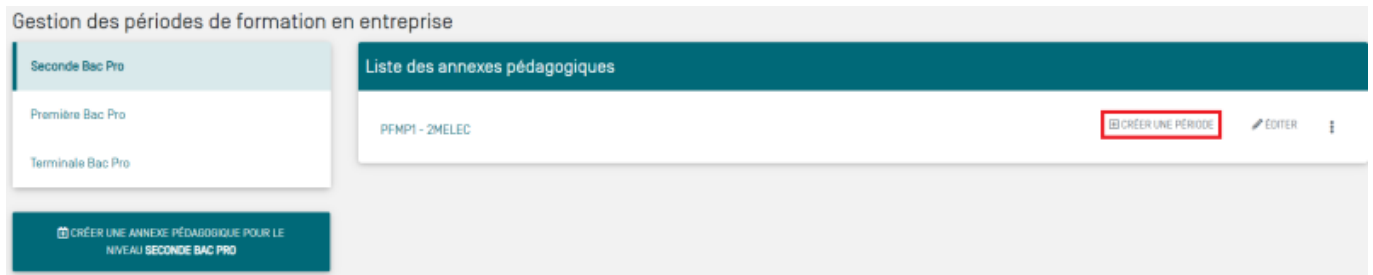 Gestion des périodes de formation en entreprise
Seconde Bac Pro
Première Bac Pro
Terminale Bac Pro
CRÉER UNE ANNEXE PÉDAGOGIQUE POUR LE
NIVEAU SECONDE BAC PRO
Liste des annexes pédagogiques
PFMP1 - 2MELEC
CRÉER UNE PÉRIODE
ÉDITER